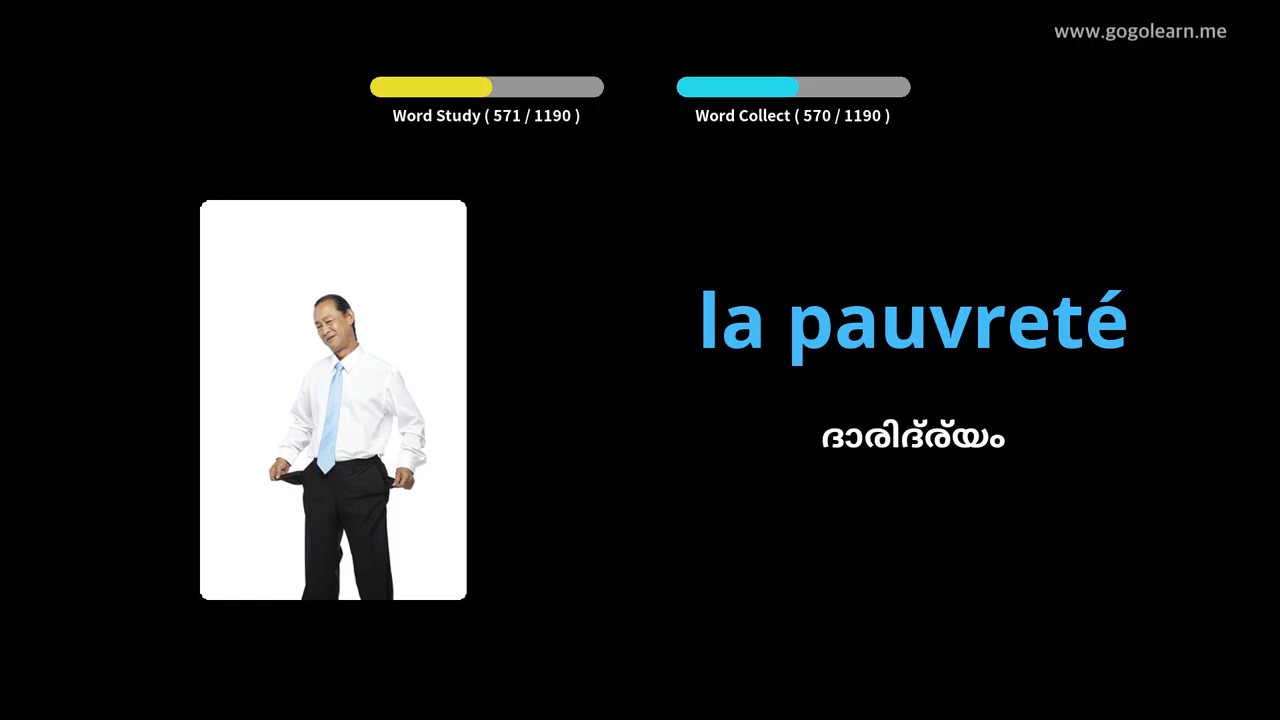 www.gogolearn.me
Word Study ( 571 / 1190 )
Word Collect ( 570 / 1190 )
la pauvreté
ദാരിദ്ര്യം